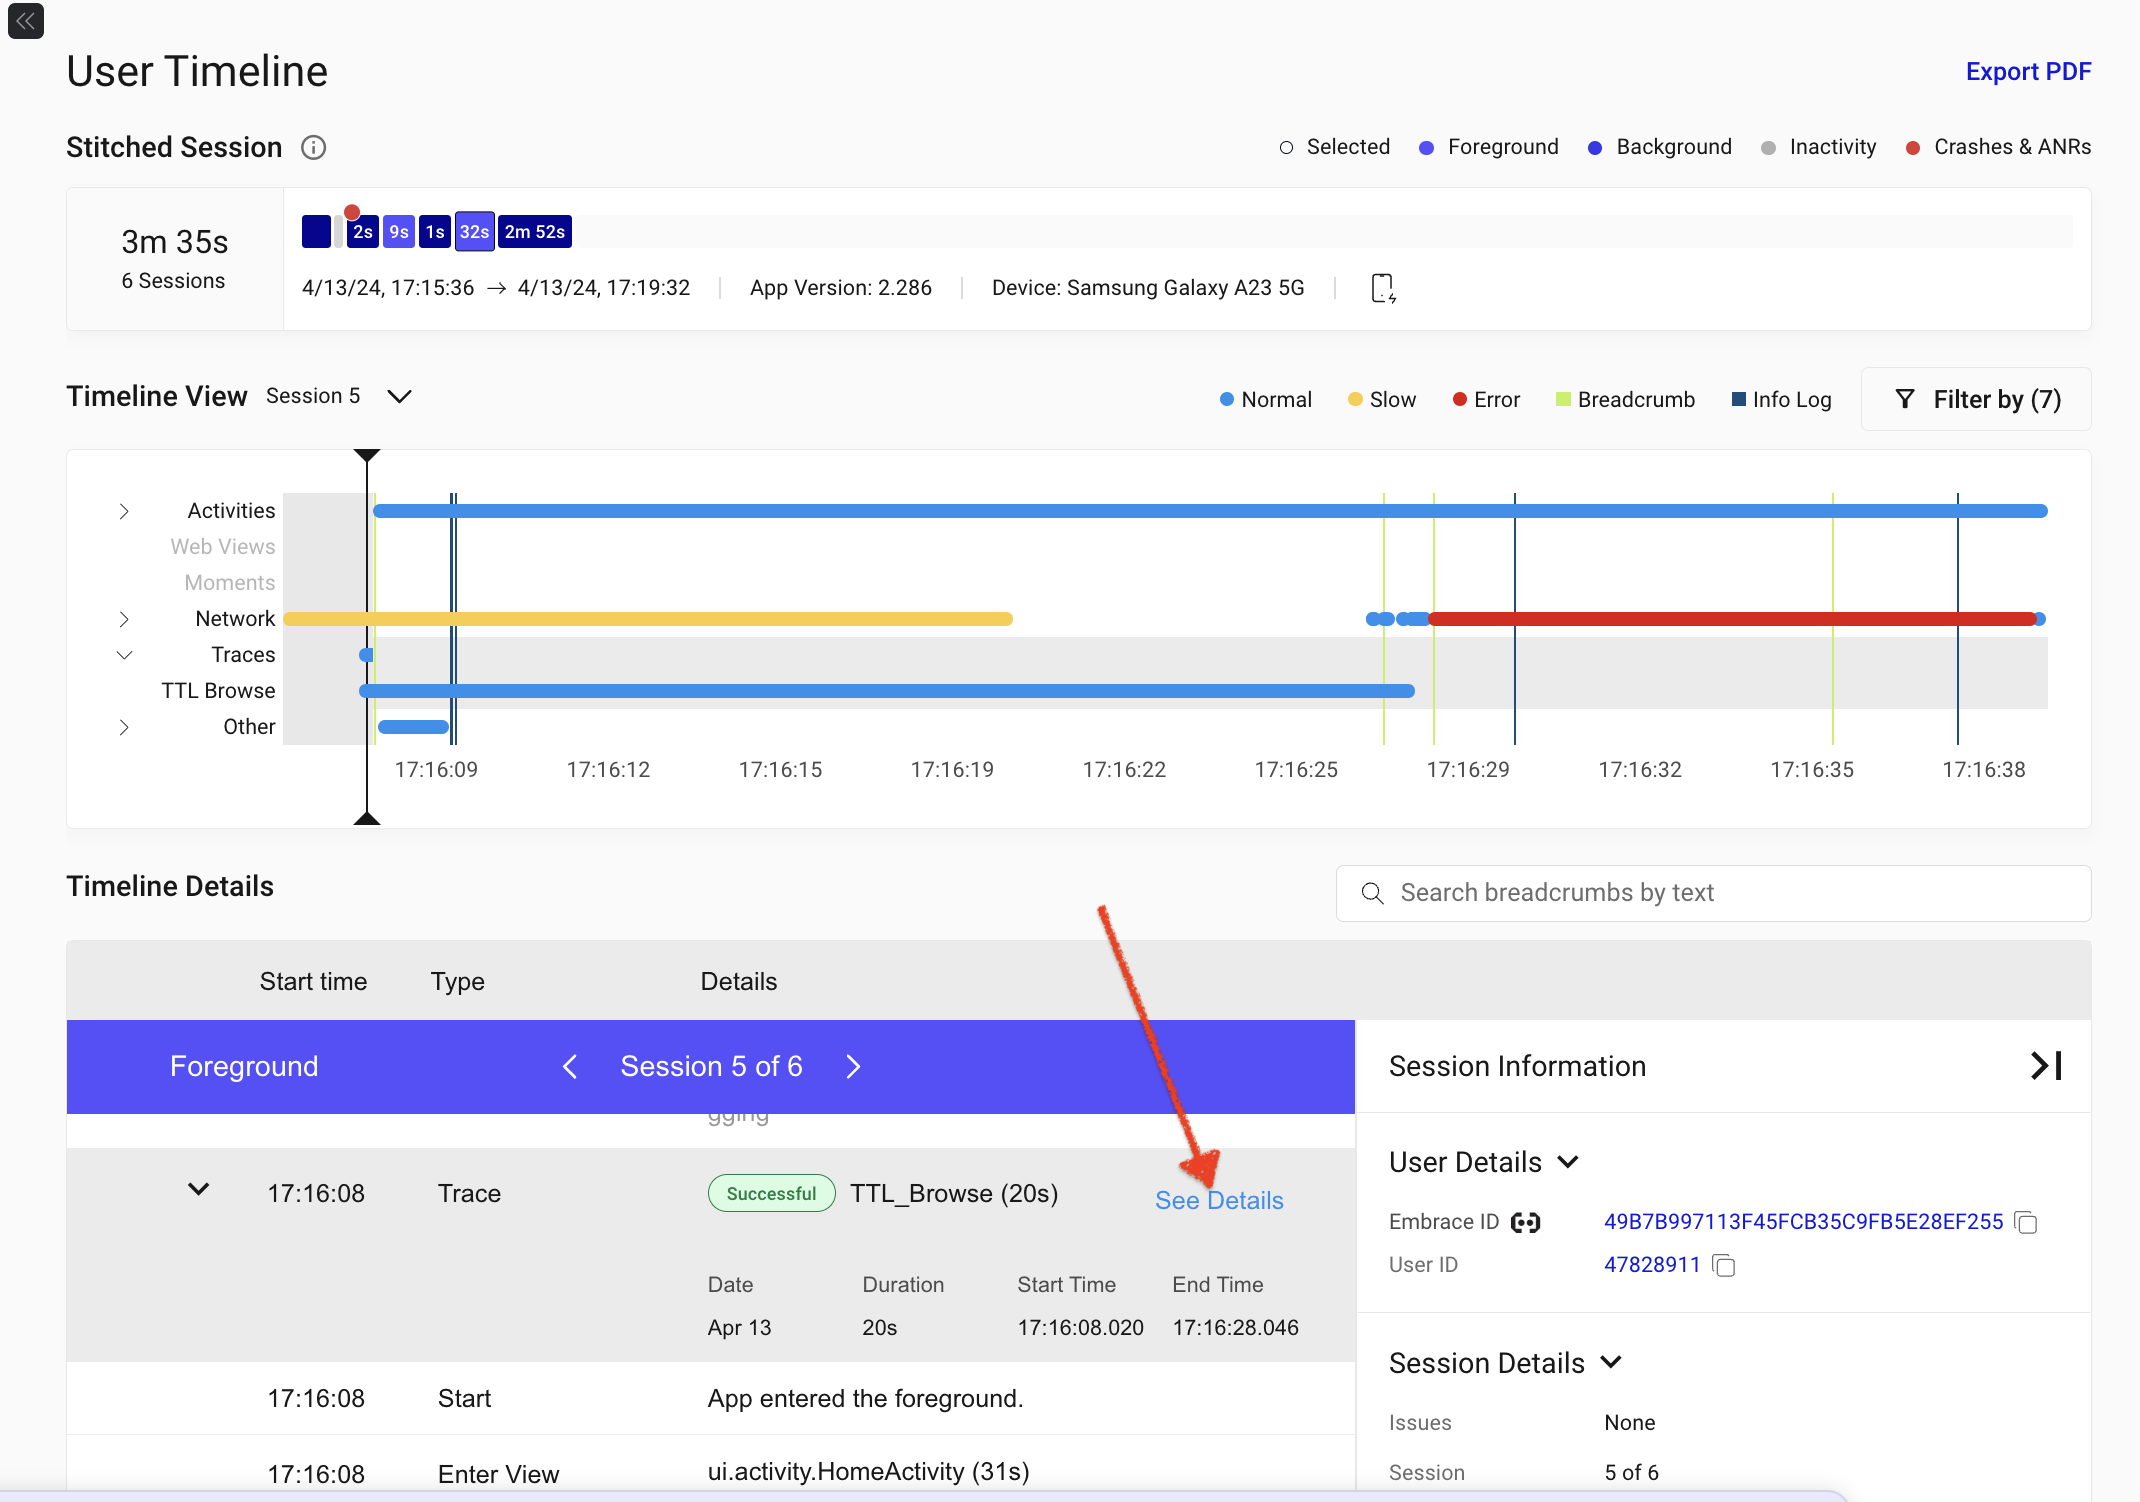 User Timeline
Export PDF
Stitched Session
Selected Foreground Background Inactivity Crashes & ANRs
3m 35s
6 Sessions
2s 9s 1s 32s 2m 52s
4/13/24, 17:15:36 → 4/13/24, 17:19:32 App Version: 2.286 Device: Samsung Galaxy A23 5G
Timeline View Session 5
Normal Slow Error Breadcrumb Info Log Filter by (7)
Activities
Web Views
Moments
Network
Traces
TTL Browse
Other
17:16:09 17:16:12 17:16:15 17:16:19 17:16:22 17:16:25 17:16:29 17:16:32 17:16:35 17:16:38
Timeline Details
Search breadcrumbs by text
Start time Type Details
Foreground Session 5 of 6
gging
17:16:08 Trace Successful TTL_Browse (20s) See Details
Date Duration Start Time End Time
Apr 13 20s 17:16:08.020 17:16:28.046
17:16:08 Start App entered the foreground.
17:16:08 Enter View ui.activity.HomeActivity (31s)
Session Information
User Details
Embrace ID 49B7B997113F45FCB35C9FB5E28EF255
User ID 47828911
Session Details
Issues None
Session 5 of 6